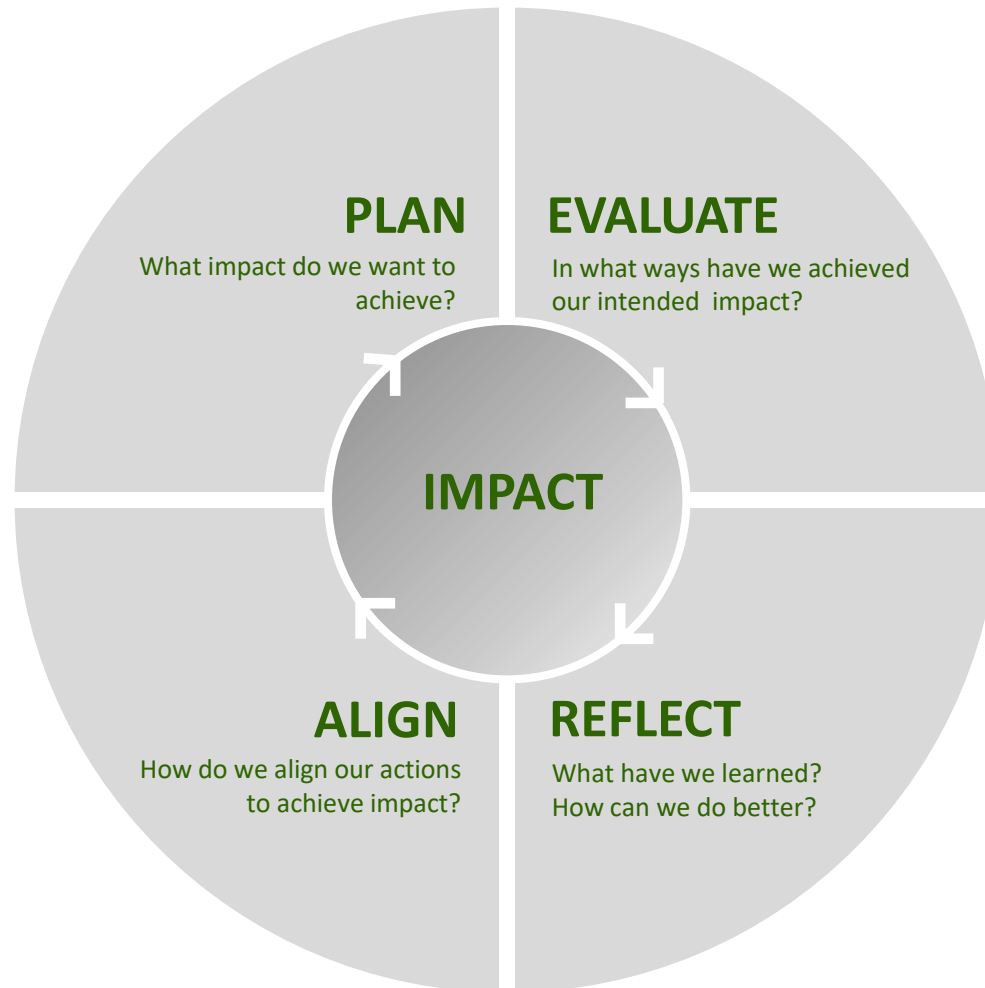 PLAN
What impact do we want to
achieve?
EVALUATE
In what ways have we achieved
our intended  impact?
IMPACT
ALIGN
How do we align our actions
to achieve impact?
REFLECT
What have we learned?
How can we do better?